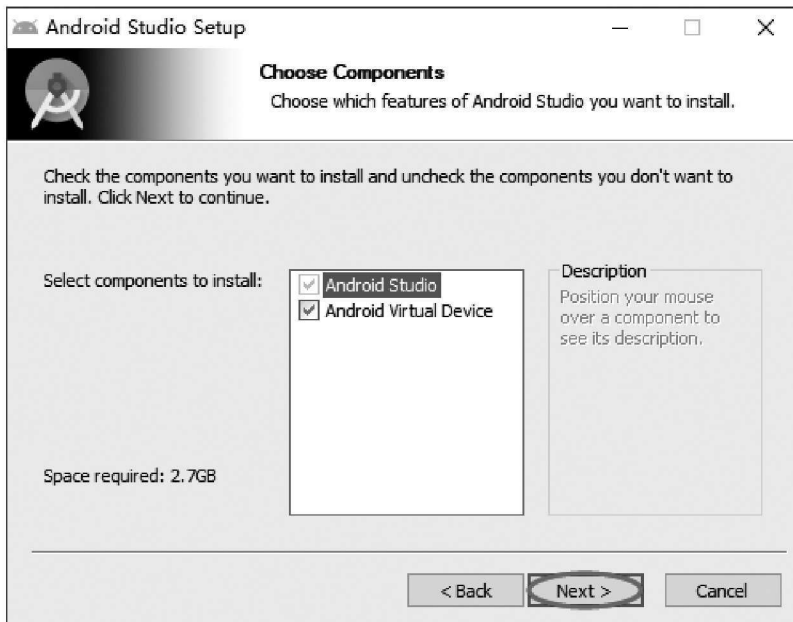 Android Studio Setup
Choose Components
Choose which features of Android Studio you want to install.
Check the components you want to install and uncheck the components you don't want to
install. Click Next to continue.
Select components to install:
Android Studio
Android Virtual Device
Description
Position your mouse
over a component to
see its description.
Space required: 2.7GB
< Back
Next >
Cancel